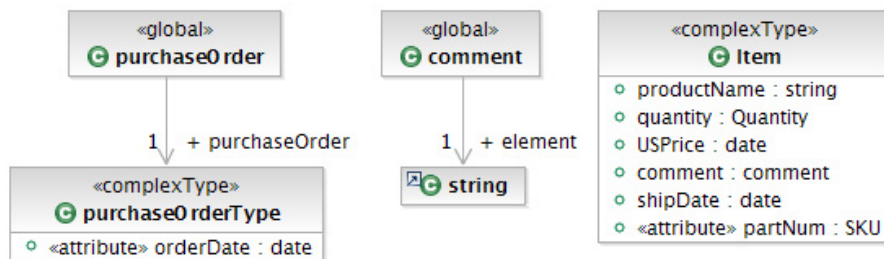 «global»
purchaseOrder
1 + purchaseOrder
«complexType»
purchaseOrderType
«attribute» orderDate : date
«global»
comment
1 + element
string
«complexType»
Item
productName : string
quantity : Quantity
USPrice : date
comment : comment
shipDate : date
«attribute» partNum : SKU